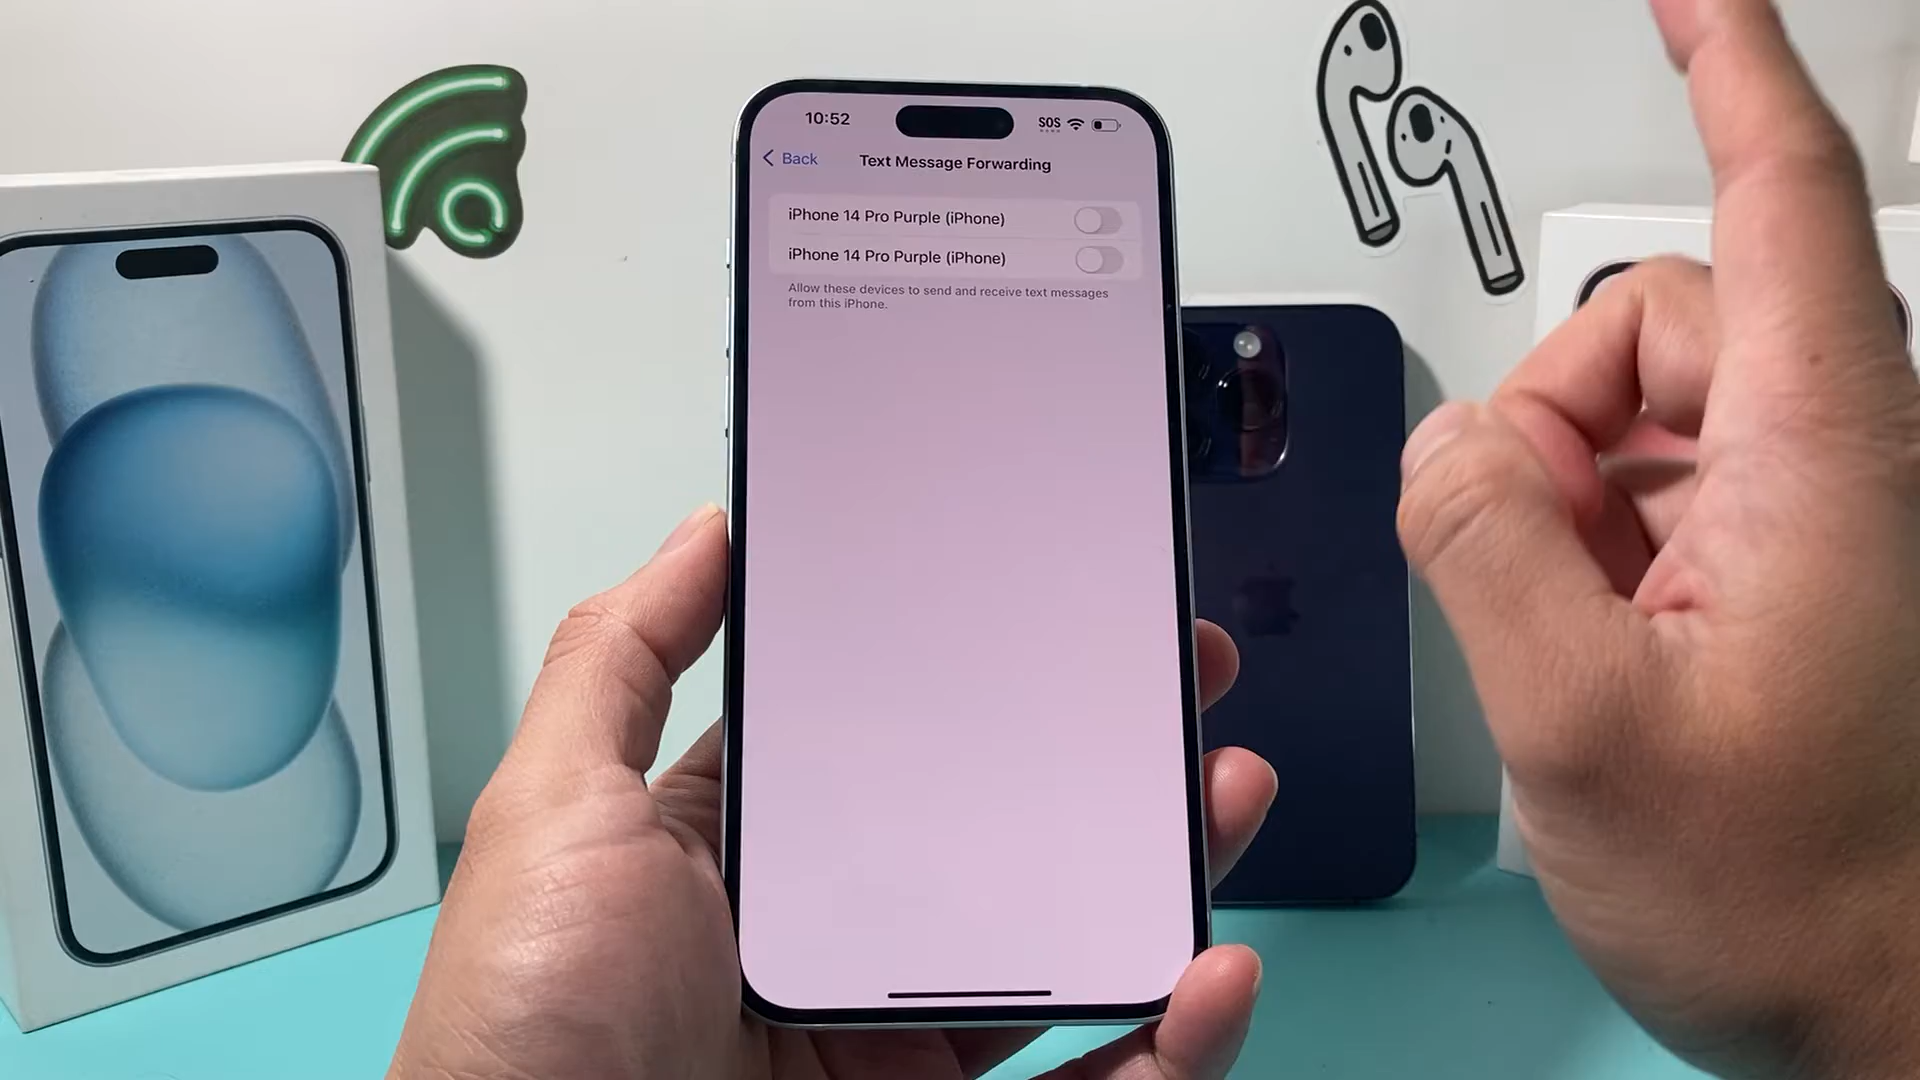 10:52
SOS
Back
Text Message Forwarding
iPhone 14 Pro Purple (iPhone)
iPhone 14 Pro Purple (iPhone)
Allow these devices to send and receive text messages
from this iPhone.